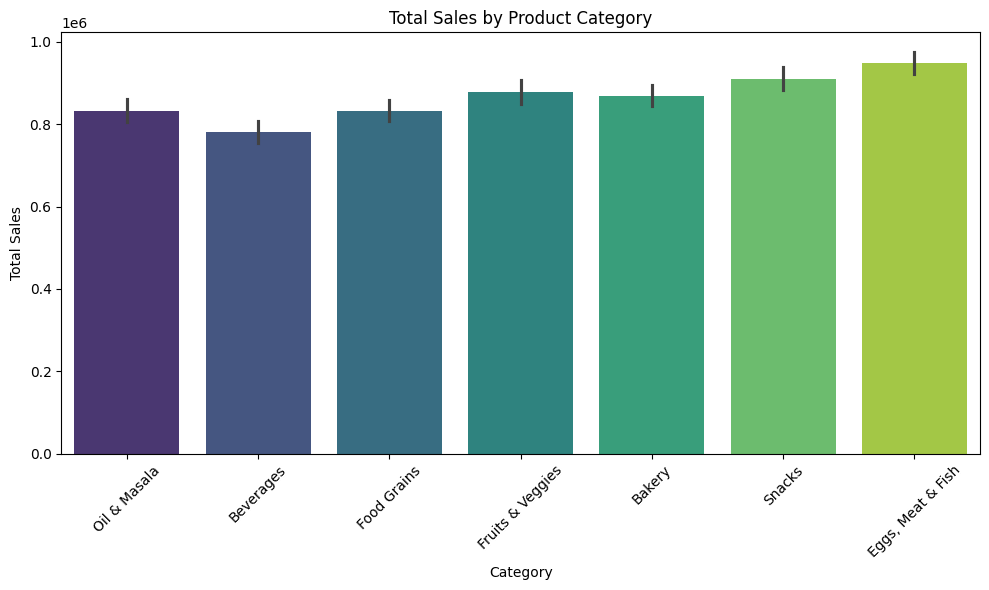 Total Sales by Product Category
1e6
1.0
0.8
0.6
0.4
0.2
0.0
Total Sales
Oil & Masala
Beverages
Food Grains
Fruits & Veggies
Bakery
Snacks
Eggs, Meat & Fish
Category